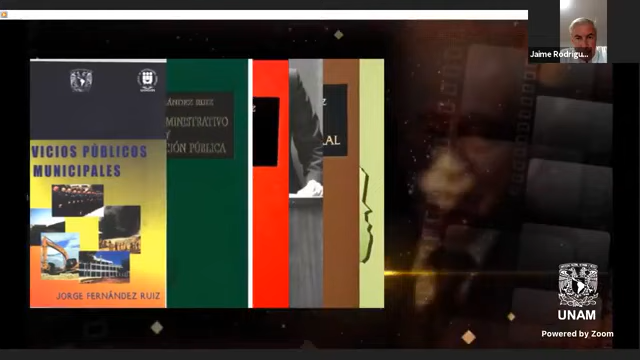 Jaime Rodrigu...
VICIOS PÚBLICOS
MUNICIPALES
JORGE FERNÁNDEZ RUIZ
ÁNDEZ RUIZ
MINISTRATIVO
Y
CIÓN PÚBLICA
Z
Z
AL
UNAM
Powered by Zoom